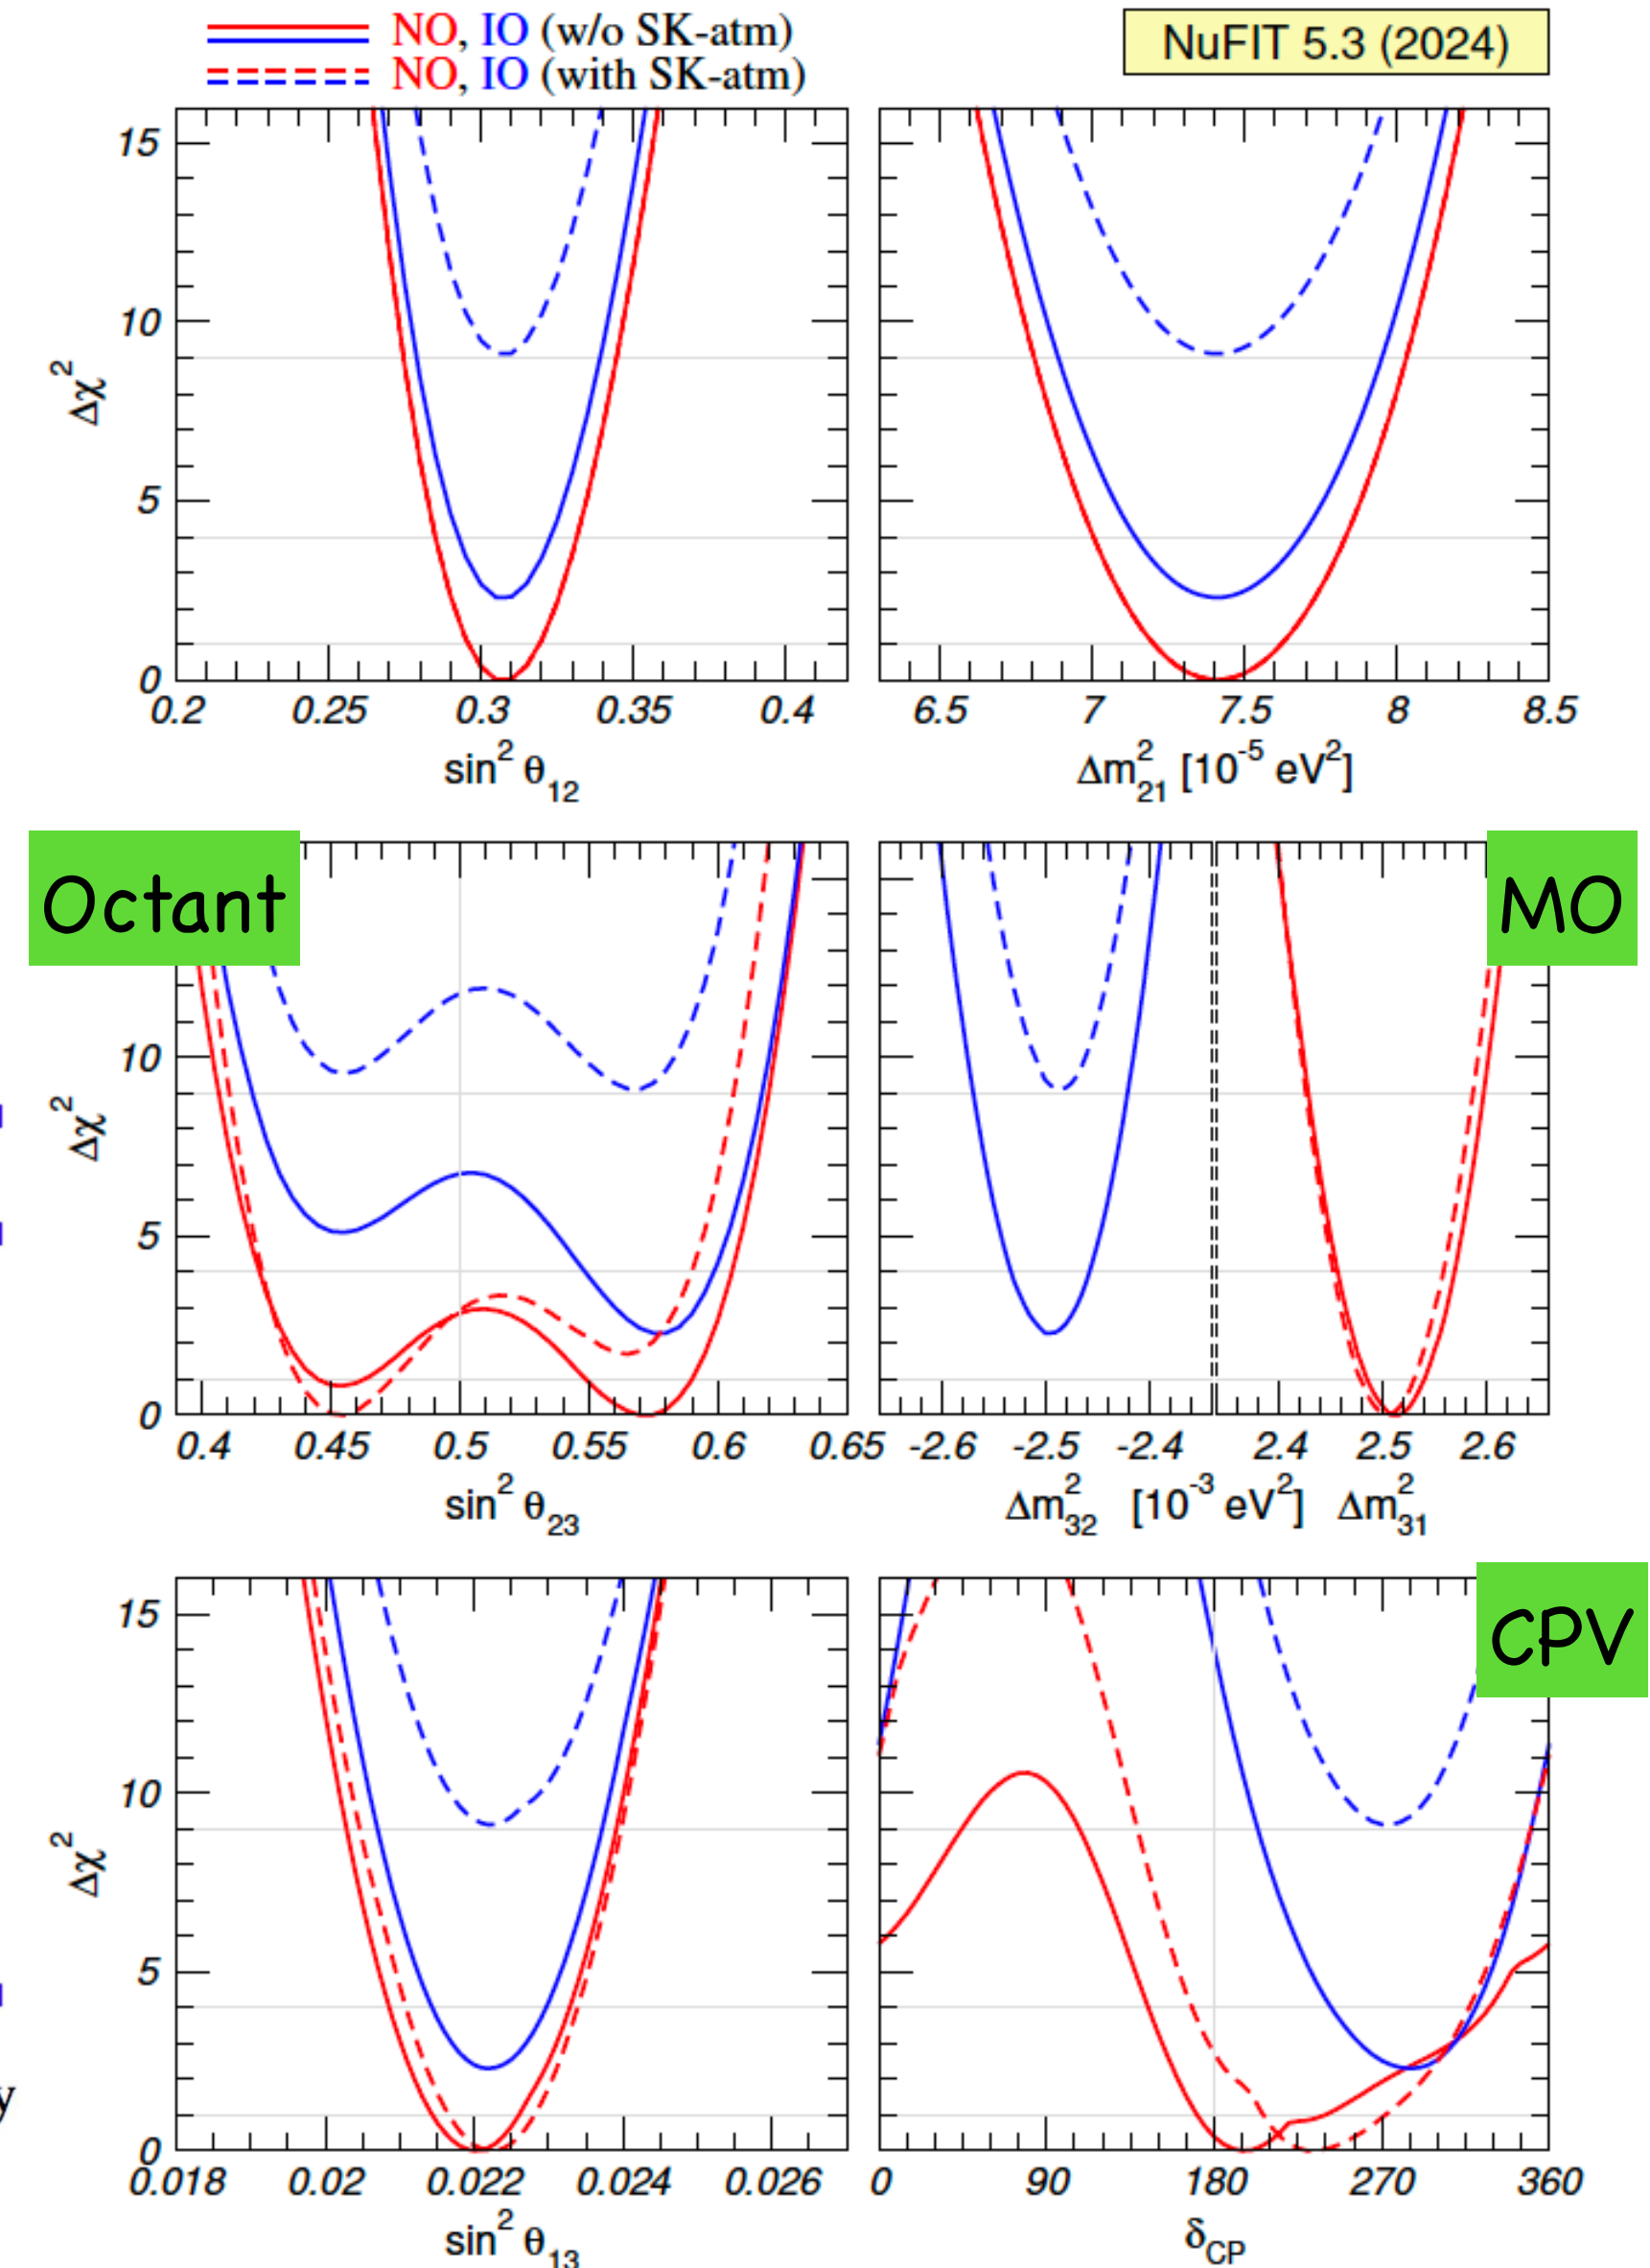 NO, IO (w/o SK-atm)
NO, IO (with SK-atm)
NuFIT 5.3 (2024)
15
10
5
0
Δχ²
0.2 0.25 0.3 0.35 0.4
sin² θ₁₂
6.5 7 7.5 8 8.5
Δm²₂₁ [10⁻⁵ eV²]
Octant
MO
10
5
0
Δχ²
0.4 0.45 0.5 0.55 0.6 0.65
sin² θ₂₃
-2.6 -2.5 -2.4 2.4 2.5 2.6
Δm²₃₂ [10⁻³ eV²] Δm²₃₁
CPV
15
10
5
0
Δχ²
y
0.018 0.02 0.022 0.024 0.026
sin² θ₁₃
0 90 180 270 360
δCP